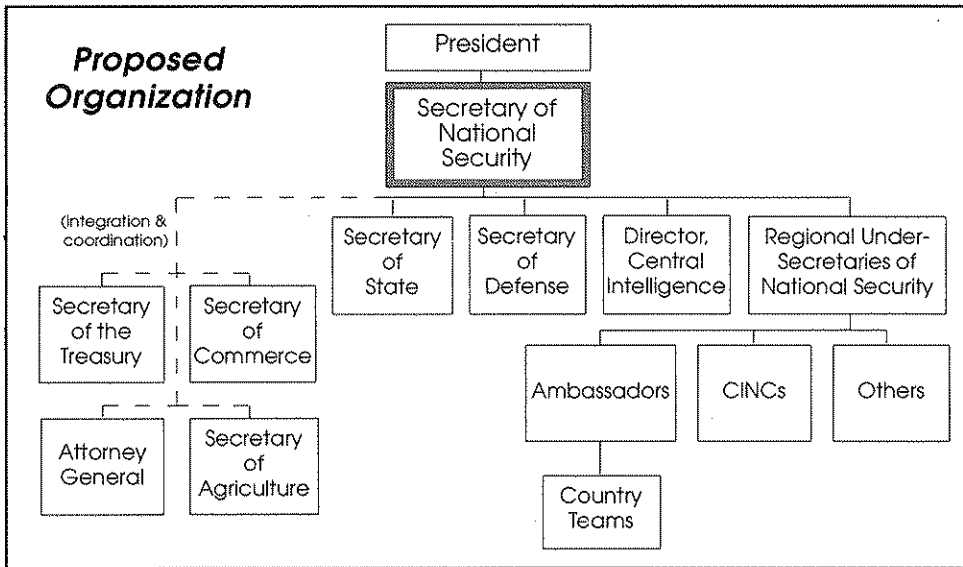 Proposed
Organization
President
Secretary of
National
Security
(integration &
coordination)
Secretary
of
State
Secretary
of
Defense
Director,
Central
Intelligence
Regional Under-
Secretaries of
National Security
Secretary
of the
Treasury
Secretary
of
Commerce
Attorney
General
Secretary
of
Agriculture
Ambassadors
CINCs
Others
Country
Teams